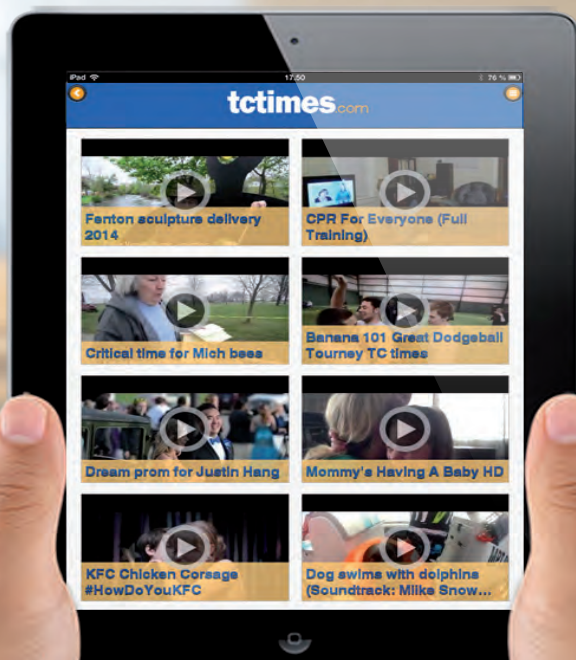 iPad
17:50
76 %
tctimes.com
Fenton sculpture delivery
2014
CPR For Everyone (Full
Training)
Critical time for Mich bees
Banana 101 Great Dodgeball
Tourney TC times
Dream prom for Justin Hang
Mommy's Having A Baby HD
KFC Chicken Corsage
#HowDoYouKFC
Dog swims with dolphins
(Soundtrack: Miike Snow...